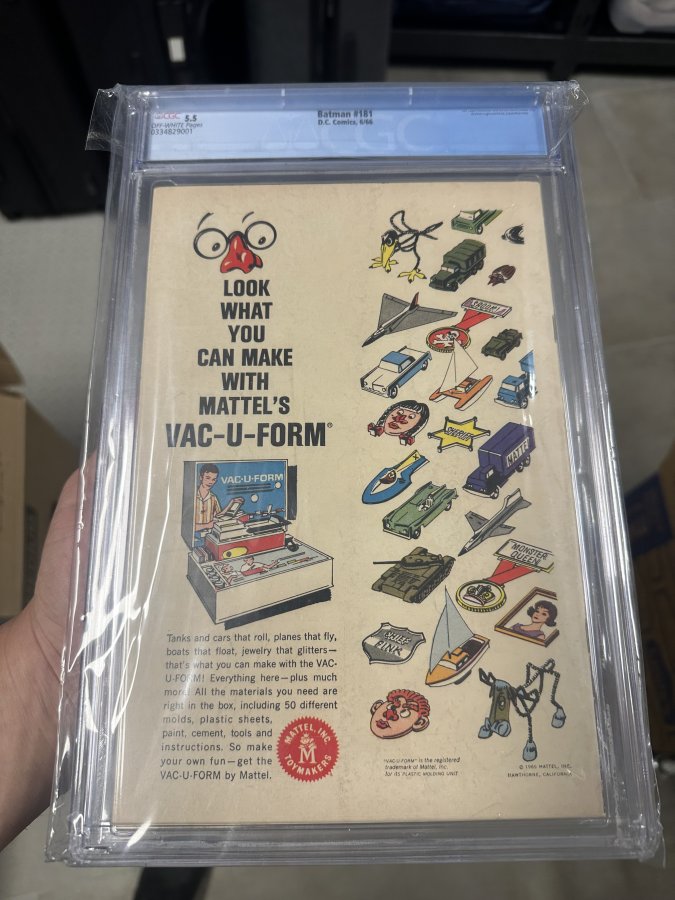 CGC 5.5
OFF-WHITE Pages
0334829001
Batman #181
D.C. Comics, 6/66
CGC
LOOK
WHAT
YOU
CAN MAKE
WITH
MATTEL'S
VAC-U-FORM®
VAC-U-FORM
Tanks and cars that roll, planes that fly,
boats that float, jewelry that glitters—
that's what you can make with the VAC-
U-FORM! Everything here—plus much
more! All the materials you need are
right in the box, including 50 different
molds, plastic sheets,
paint, cement, tools and
instructions. So make
your own fun—get the
VAC-U-FORM by Mattel.
MATTEL, INC.
M
TOYMAKERS
SHERIFF
MATTEL
MONSTER
QUEEN
FINK
"VAC-U-FORM" is the registered
trademark of Mattel, Inc.
for its PLASTIC MOLDING UNIT
MATTEL, INC.
HAWTHORNE, CALIFORNIA